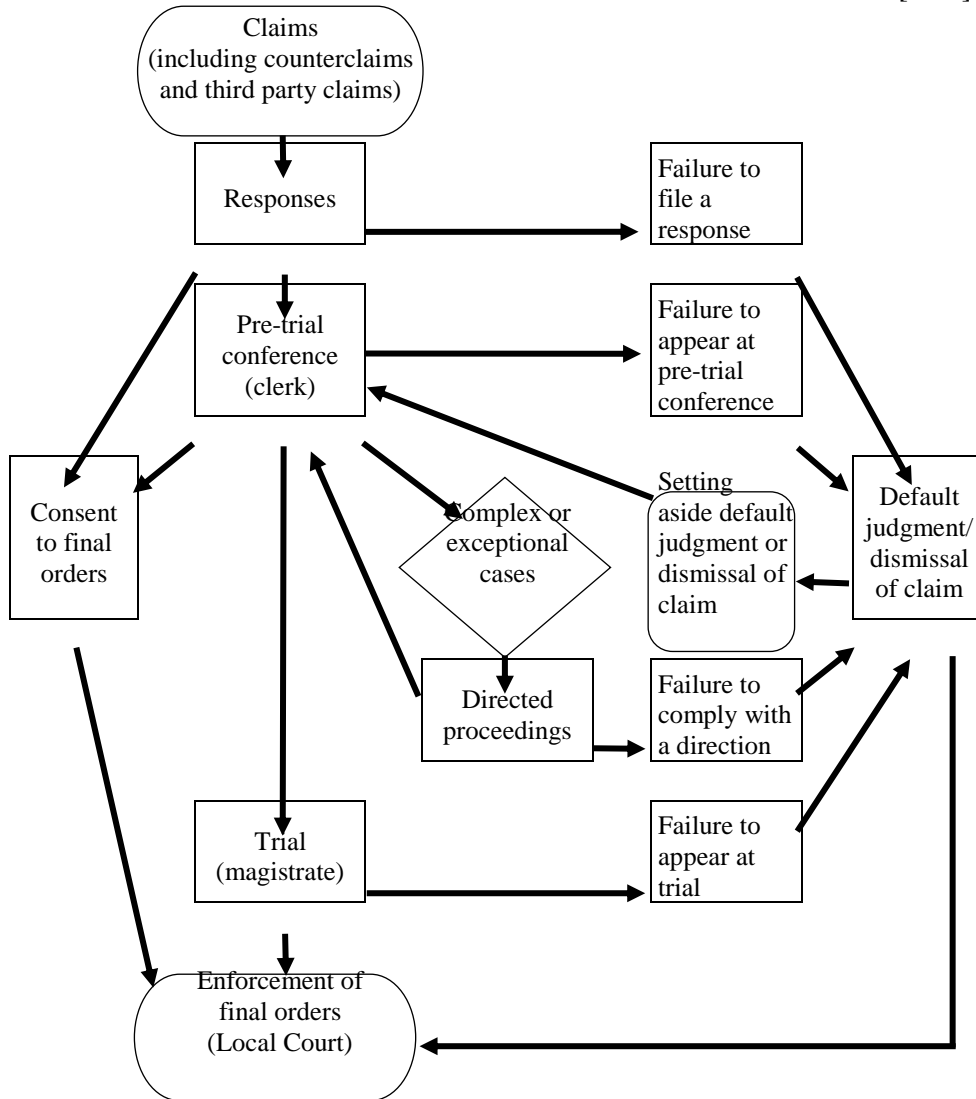 Claims
(including counterclaims
and third party claims)
Responses
Failure to
file a
response
Pre-trial
conference
(clerk)
Failure to
appear at
pre-trial
conference
Consent
to final
orders
Complex or
exceptional
cases
Setting
aside default
judgment or
dismissal of
claim
Default
judgment/
dismissal
of claim
Directed
proceedings
Failure to
comply with
a direction
Trial
(magistrate)
Failure to
appear at
trial
Enforcement of
final orders
(Local Court)